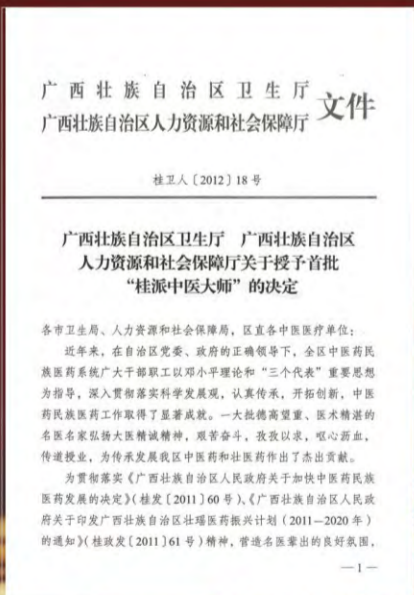 广西壮族自治区卫生厅
广西壮族自治区人力资源和社会保障厅
文件
桂卫人〔2012〕18号
广西壮族自治区卫生厅 广西壮族自治区
人力资源和社会保障厅关于授予首批
“桂派中医大师”的决定
各市卫生局、人力资源和社会保障局，区直各中医医疗单位：
近年来，在自治区党委、政府的正确领导下，全区中医药民
族医药系统广大干部职工以邓小平理论和“三个代表”重要思想
为指导，深入贯彻落实科学发展观，认真传承，开拓创新，中医
药民族医药工作取得了显著成就。一大批德高望重、医术精湛的
名医名家弘扬大医精诚精神，艰苦奋斗，孜孜以求，呕心沥血，
传道授业，为传承发展我区中医药和壮医药作出了杰出贡献。
为贯彻落实《广西壮族自治区人民政府关于加快中医药民族
医药发展的决定》（桂发〔2011〕60号）、《广西壮族自治区人民政
府关于印发广西壮族自治区壮瑶医药振兴计划（2011—2020年）
的通知》（桂政发〔2011〕61号）精神，营造名医辈出的良好氛围，
—1—